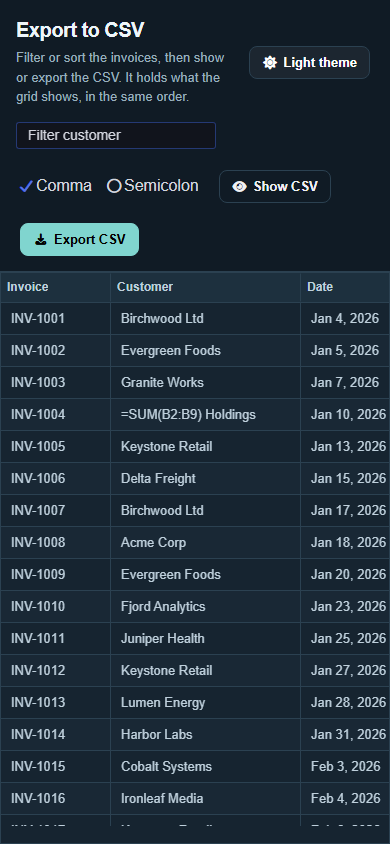 Export to CSV
Filter or sort the invoices, then show
or export the CSV. It holds what the
grid shows, in the same order.
Light theme
Filter customer
Comma Semicolon Show CSV
Export CSV
Invoice Customer Date
INV-1001 Birchwood Ltd Jan 4, 2026
INV-1002 Evergreen Foods Jan 5, 2026
INV-1003 Granite Works Jan 7, 2026
INV-1004 =SUM(B2:B9) Holdings Jan 10, 2026
INV-1005 Keystone Retail Jan 13, 2026
INV-1006 Delta Freight Jan 15, 2026
INV-1007 Birchwood Ltd Jan 17, 2026
INV-1008 Acme Corp Jan 18, 2026
INV-1009 Evergreen Foods Jan 20, 2026
INV-1010 Fjord Analytics Jan 23, 2026
INV-1011 Juniper Health Jan 25, 2026
INV-1012 Keystone Retail Jan 27, 2026
INV-1013 Lumen Energy Jan 28, 2026
INV-1014 Harbor Labs Jan 31, 2026
INV-1015 Cobalt Systems Feb 3, 2026
INV-1016 Ironleaf Media Feb 4, 2026